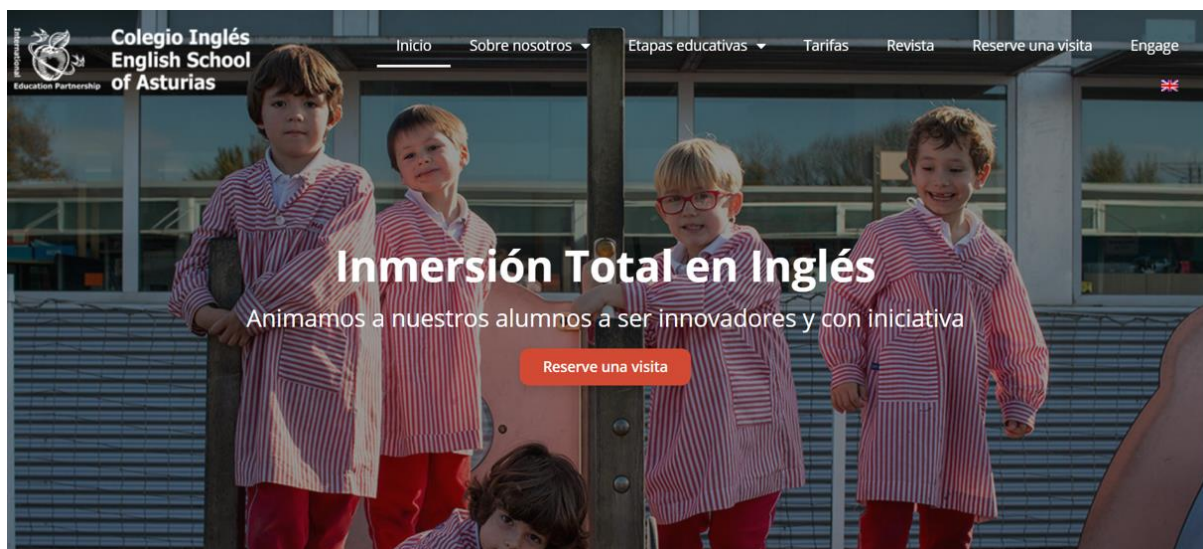 International
Education Partnership
Colegio Inglés
English School
of Asturias
Inicio
Sobre nosotros
Etapas educativas
Tarifas
Revista
Reserve una visita
Engage
Inmersión Total en Inglés
Animamos a nuestros alumnos a ser innovadores y con iniciativa
Reserve una visita